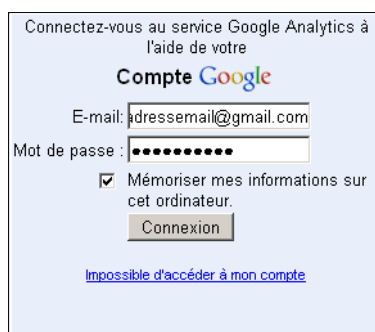 Connectez-vous au service Google Analytics à
l'aide de votre
Compte Google
E-mail: adressemail@gmail.com
Mot de passe : ••••••••••
Mémoriser mes informations sur
cet ordinateur.
Connexion
Impossible d'accéder à mon compte